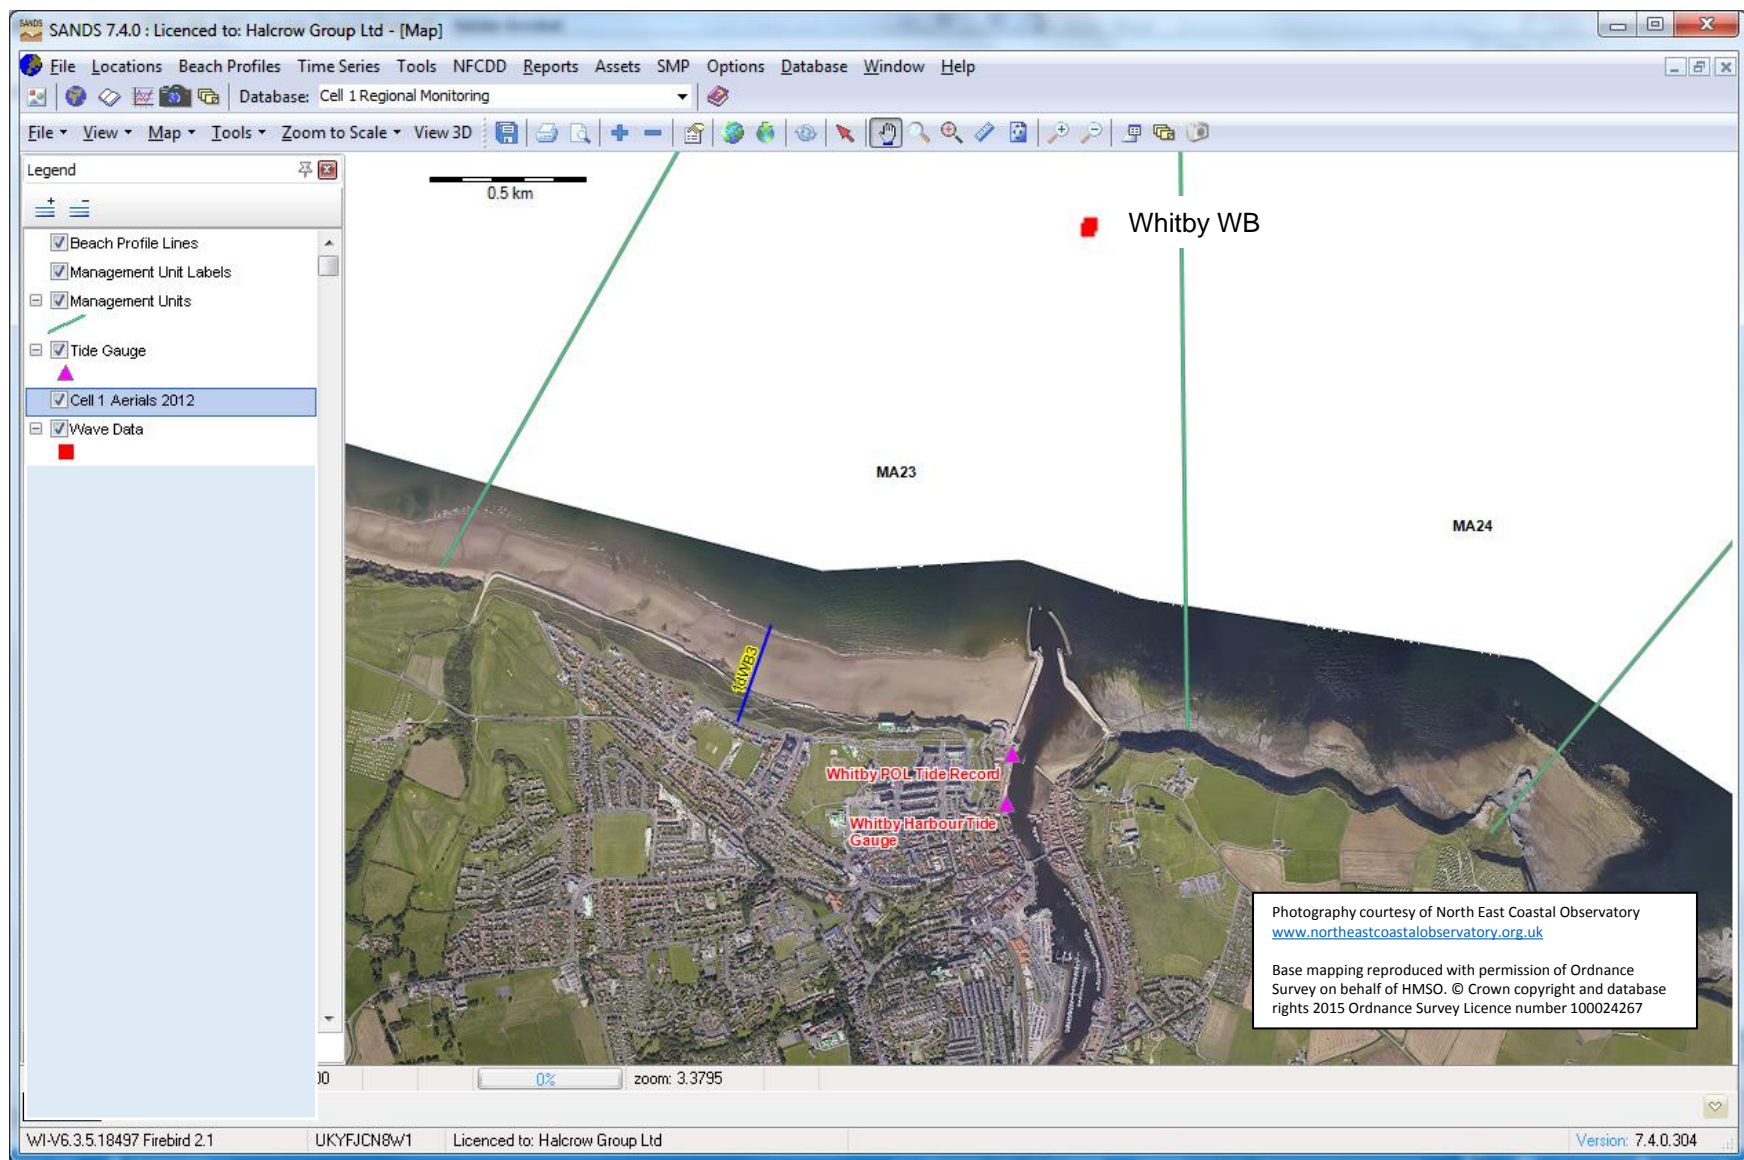 SANDS
SANDS 7.4.0 : Licenced to: Halcrow Group Ltd - [Map]
File Locations Beach Profiles Time Series Tools NFCDD Reports Assets SMP Options Database Window Help
Database: Cell 1 Regional Monitoring
File View Map Tools Zoom to Scale View 3D
Legend
Beach Profile Lines
Management Unit Labels
Management Units
Tide Gauge
Cell 1 Aerials 2012
Wave Data
0.5 km
Whitby WB
MA23
MA24
1dWB3
Whitby POL Tide Record
Whitby Harbour Tide
Gauge
Photography courtesy of North East Coastal Observatory
www.northeastcoastalobservatory.org.uk
Base mapping reproduced with permission of Ordnance
Survey on behalf of HMSO. © Crown copyright and database
rights 2015 Ordnance Survey Licence number 100024267
0% zoom: 3.3795
WI-V6.3.5.18497 Firebird 2.1 UKYFJCN8W1 Licenced to: Halcrow Group Ltd Version: 7.4.0.304